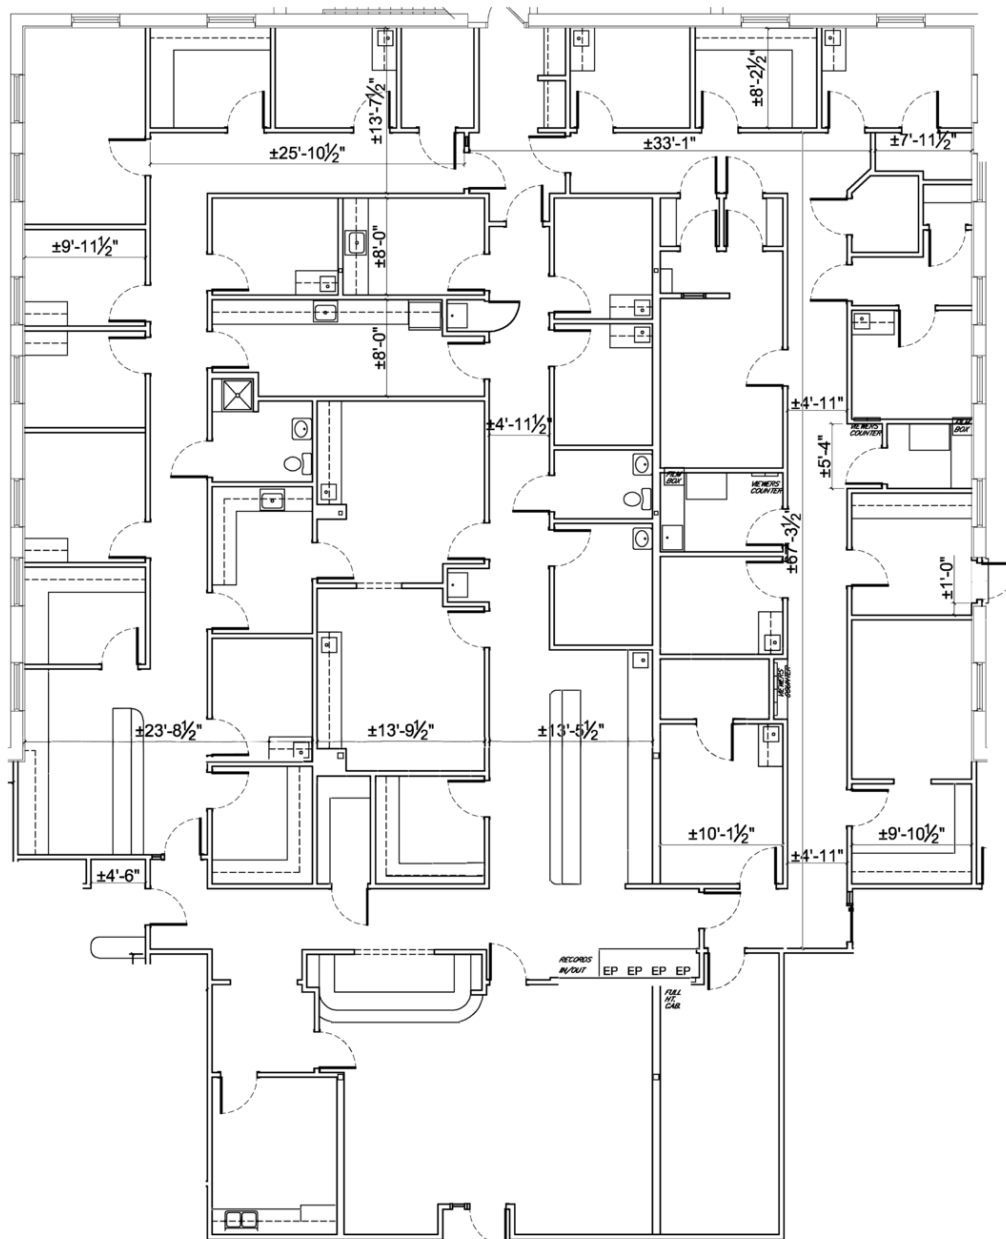 ±13'-7½"
±8'-2½"
±25'-10½"
±33'-1"
±7'-11½"
±9'-11½"
±8'-0"
±8'-0"
±4'-11½"
±4'-11"
VIEWERS
COUNTER
FILM
BOX
±5'-4"
FILM
BOX
VIEWERS
COUNTER
±67'-3½"
±1'-0"
VIEWERS
COUNTER
±23'-8½"
±13'-9½"
±13'-5½"
±10'-1½"
±9'-10½"
±4'-11"
±4'-6"
RECORDS
IN/OUT
EP EP EP EP
FULL
HT.
CAB.